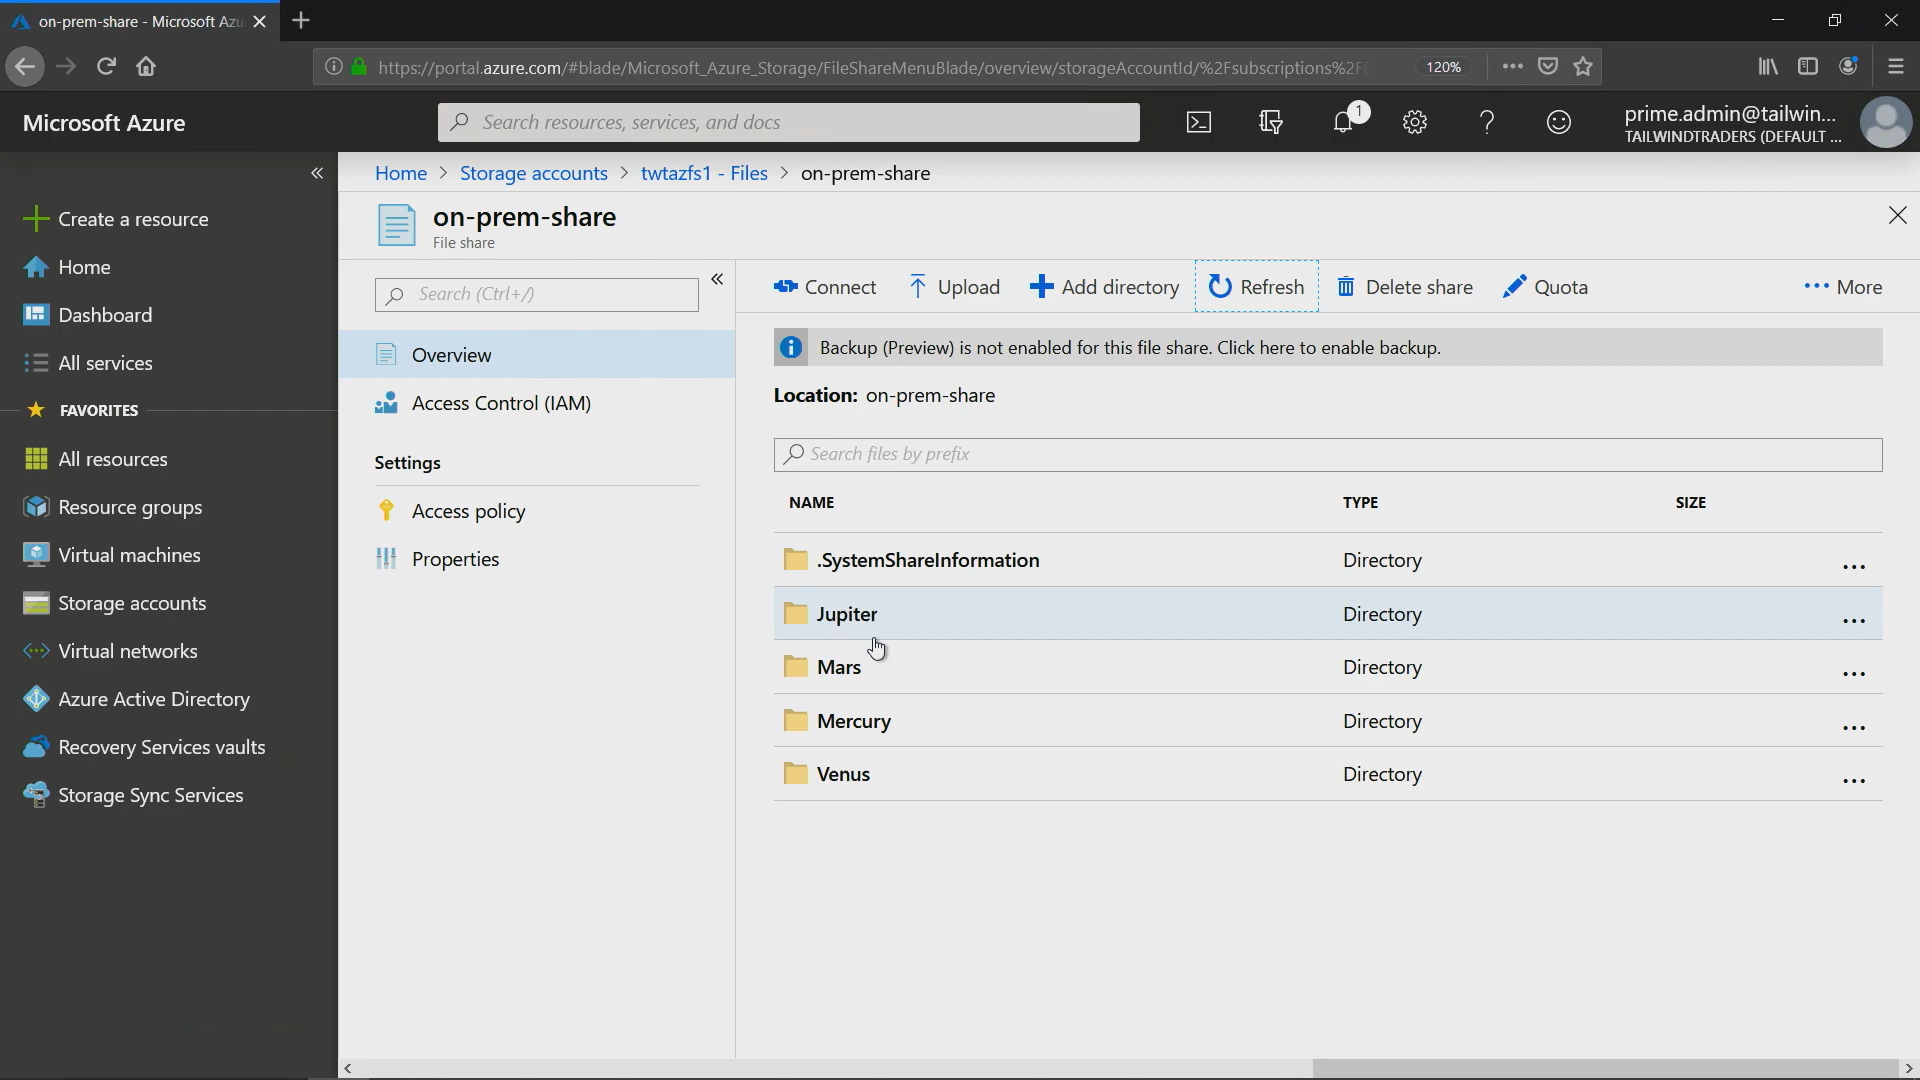 on-prem-share - Microsoft Azu
https://portal.azure.com/#blade/Microsoft_Azure_Storage/FileShareMenuBlade/overview/storageAccountId/%2Fsubscriptions%2F
120%
Microsoft Azure
Search resources, services, and docs
1
prime.admin@tailwin...
TAILWINDTRADERS (DEFAULT ...
Create a resource
Home
Dashboard
All services
FAVORITES
All resources
Resource groups
Virtual machines
Storage accounts
Virtual networks
Azure Active Directory
Recovery Services vaults
Storage Sync Services
Home > Storage accounts > twtazfs1 - Files > on-prem-share
on-prem-share
File share
Search (Ctrl+/)
Overview
Access Control (IAM)
Settings
Access policy
Properties
Connect Upload Add directory Refresh Delete share Quota More
Backup (Preview) is not enabled for this file share. Click here to enable backup.
Location: on-prem-share
Search files by prefix
NAME TYPE SIZE
.SystemShareInformation Directory ...
Jupiter Directory ...
Mars Directory ...
Mercury Directory ...
Venus Directory ...